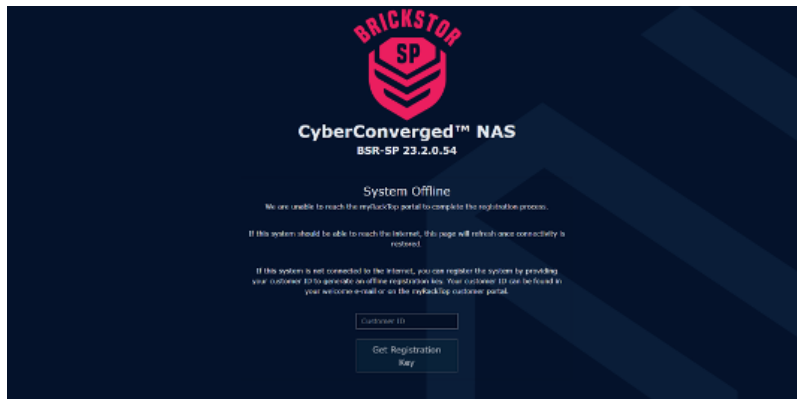 BRICKSTOR
SP
CyberConverged™ NAS
BSR-SP 23.2.0.54
System Offline
We are unable to reach the myRackTop portal to complete the registration process.
If this system should be able to reach the internet, this page will refresh once connectivity is
restored.
If this system is not connected to the internet, you can register the system by providing
your customer ID to generate an offline registration key. Your customer ID can be found in
your welcome e-mail or on the myRackTop customer portal.
Customer ID
Get Registration
Key